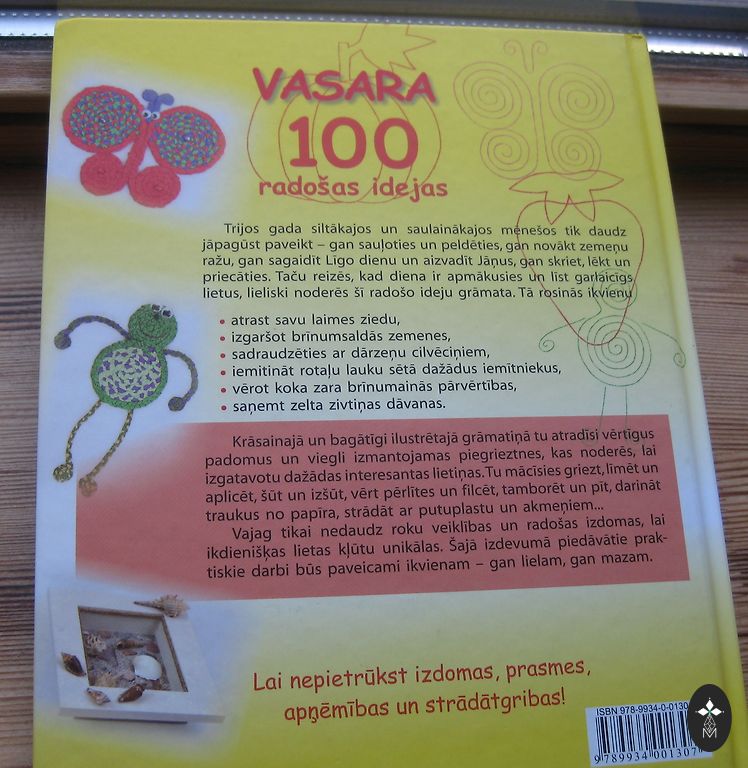 VASARA
100
radošas idejas
Trijos gada siltākajos un saulainākajos mēnešos tik daudz
jāpagūst paveikt – gan sauļoties un peldēties, gan novākt zemeņu
ražu, gan sagaidīt Līgo dienu un aizvadīt Jāņus, gan skriet, lēkt un
priecāties. Taču reizēs, kad diena ir apmākusies un līst garlaicīgs
lietus, lieliski noderēs šī radošo ideju grāmata. Tā rosinās ikvienu
• atrast savu laimes ziedu,
• izgaršot brīnumsaldās zemenes,
• sadraudzēties ar dārzeņu cilvēciņiem,
• iemitināt rotaļu lauku sētā dažādus iemītniekus,
• vērot koka zara brīnumainās pārvērtības,
• saņemt zelta zivtiņas dāvanas.
Krāsainajā un bagātīgi ilustrētajā grāmatiņā tu atradīsi vērtīgus
padomus un viegli izmantojamas piegrieztnes, kas noderēs, lai
izgatavotu dažādas interesantas lietiņas. Tu mācīsies griezt, līmēt un
aplicēt, šūt un izšūt, vērt pērlītes un filcēt, tamborēt un pīt, darināt
traukus no papīra, strādāt ar putuplastu un akmeņiem...
Vajag tikai nedaudz roku veiklības un radošas izdomas, lai
ikdienišķas lietas kļūtu unikālas. Šajā izdevumā piedāvātie prak-
tiskie darbi būs paveicami ikvienam – gan lielam, gan mazam.
Lai nepietrūkst izdomas, prasmes,
apņēmības un strādātgribas!
ISBN 978-9934-0-0130
9 789934 001307
M